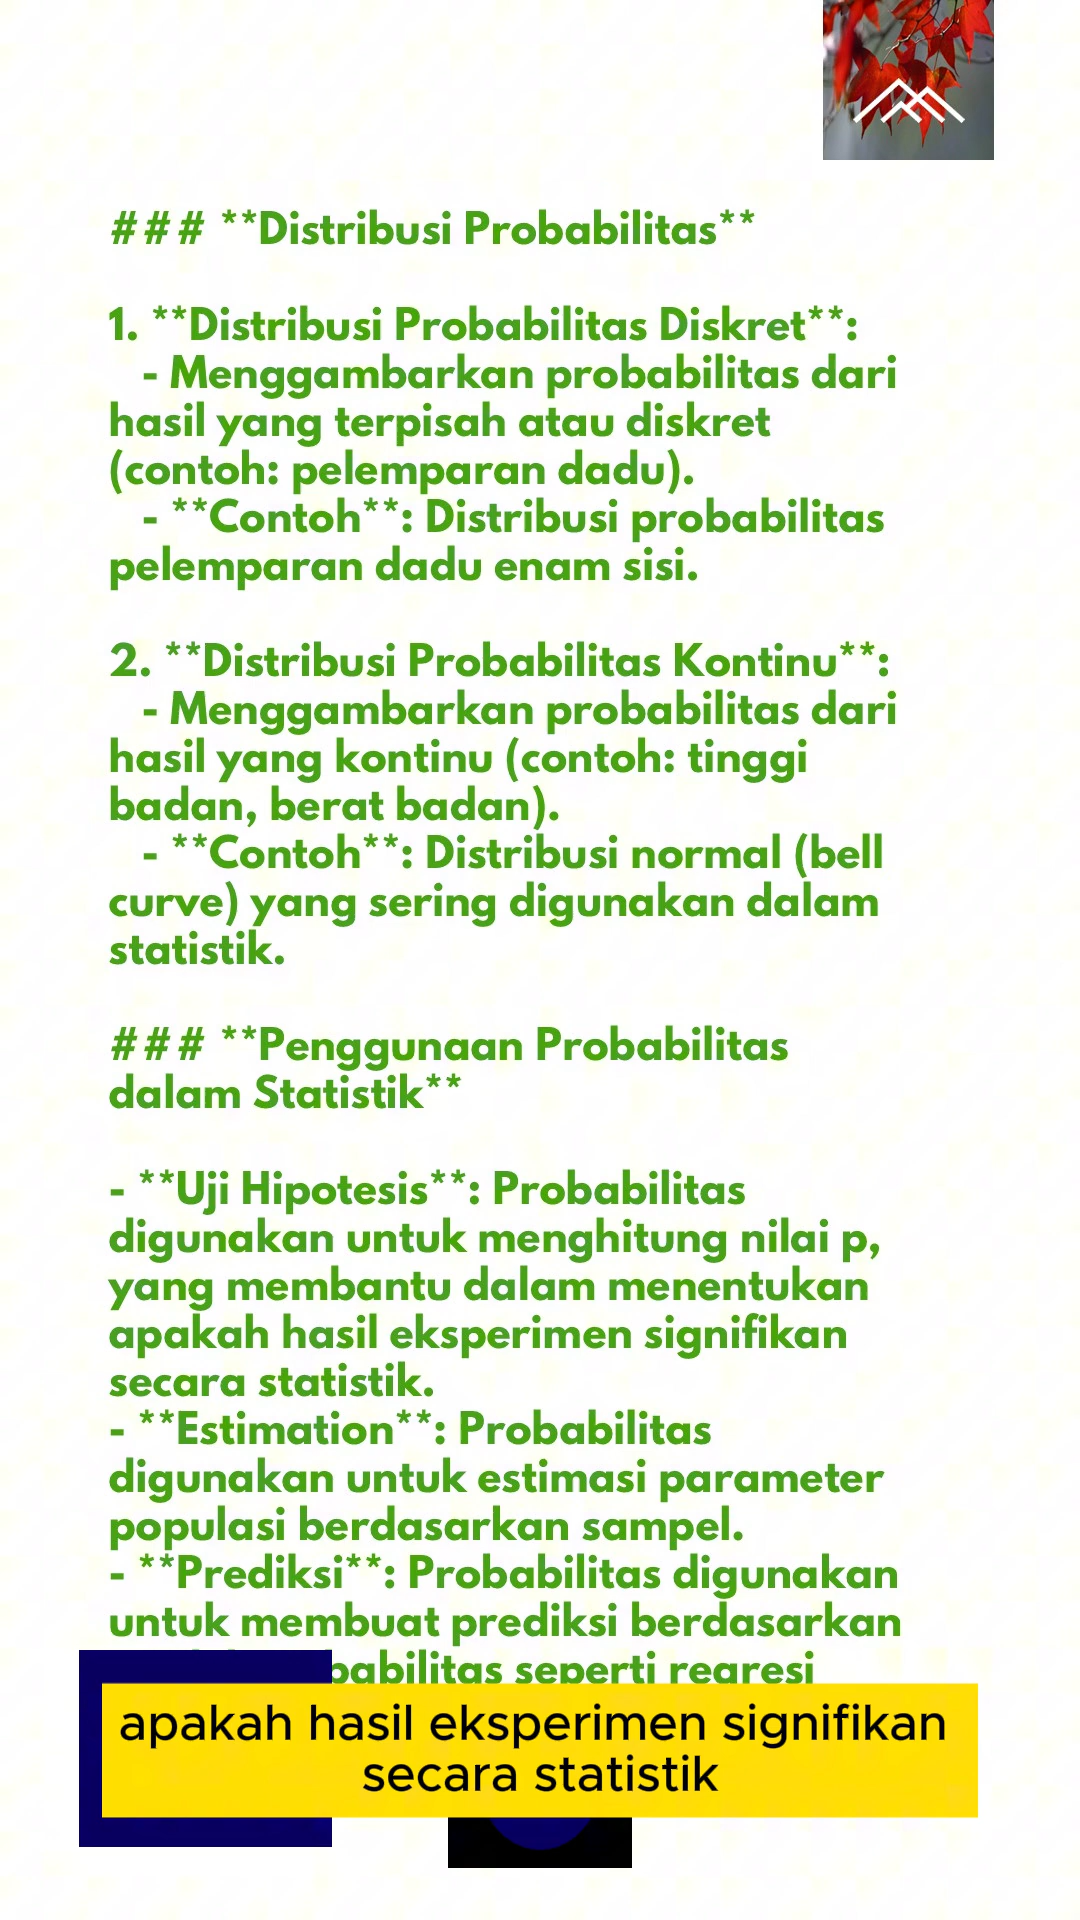 ### **Distribusi Probabilitas**
1. **Distribusi Probabilitas Diskret**:
- Menggambarkan probabilitas dari
hasil yang terpisah atau diskret
(contoh: pelemparan dadu).
- **Contoh**: Distribusi probabilitas
pelemparan dadu enam sisi.
2. **Distribusi Probabilitas Kontinu**:
- Menggambarkan probabilitas dari
hasil yang kontinu (contoh: tinggi
badan, berat badan).
- **Contoh**: Distribusi normal (bell
curve) yang sering digunakan dalam
statistik.
### **Penggunaan Probabilitas
dalam Statistik**
- **Uji Hipotesis**: Probabilitas
digunakan untuk menghitung nilai p,
yang membantu dalam menentukan
apakah hasil eksperimen signifikan
secara statistik.
- **Estimation**: Probabilitas
digunakan untuk estimasi parameter
populasi berdasarkan sampel.
- **Prediksi**: Probabilitas digunakan
untuk membuat prediksi berdasarkan
seperti regresi
apakah hasil eksperimen signifikan
secara statistik